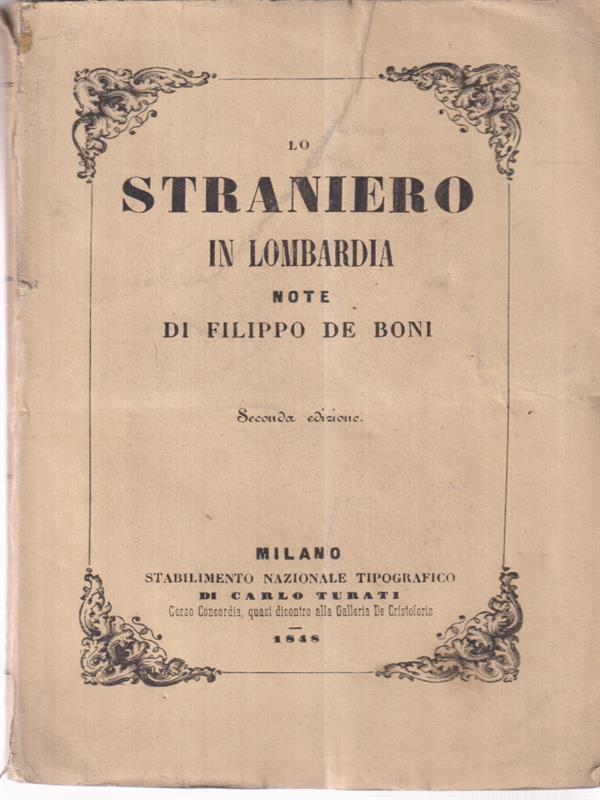 LO
STRANIERO
IN LOMBARDIA
NOTE
DI FILIPPO DE BONI
Seconda edizione.
MILANO
STABILIMENTO NAZIONALE TIPOGRAFICO
DI CARLO TURATI
Corso Concordia, quasi dicontro alla Galleria De Cristoforis
—
1848